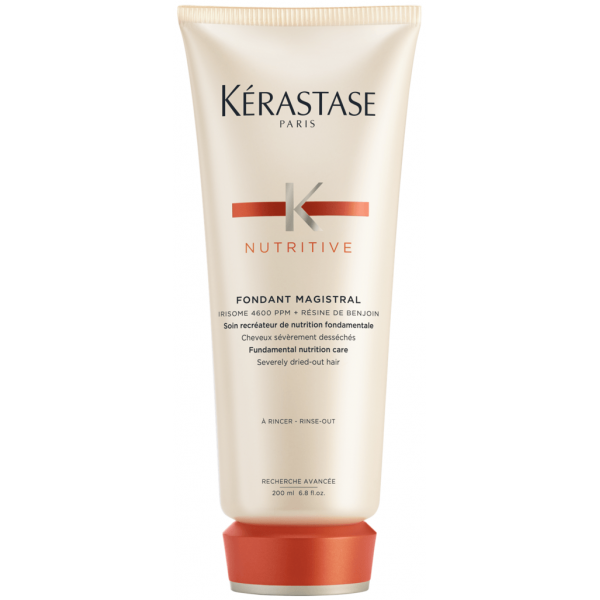 KÉRASTASE
PARIS
K
NUTRITIVE
FONDANT MAGISTRAL
IRISOME 4600 PPM + RÉSINE DE BENJOIN
Soin recréateur de nutrition fondamentale
Cheveux sévèrement desséchés
Fundamental nutrition care
Severely dried-out hair
À RINCER - RINSE-OUT
RECHERCHE AVANCÉE
200 ml 6.8 fl.oz.